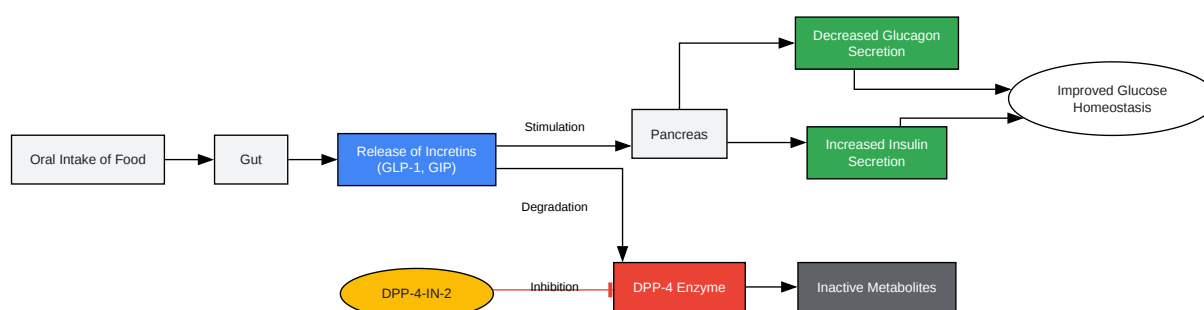 Oral Intake of Food
Gut
Release of Incretins
(GLP-1, GIP)
Stimulation
Degradation
Pancreas
Decreased Glucagon
Secretion
Increased Insulin
Secretion
Improved Glucose
Homeostasis
DPP-4-IN-2
Inhibition
DPP-4 Enzyme
Inactive Metabolites